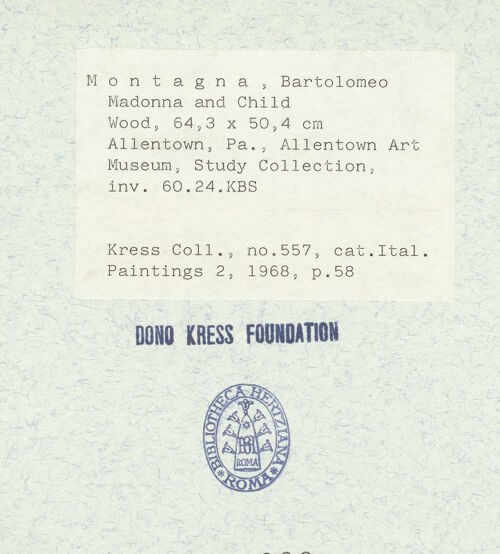 M o n t a g n a , Bartolomeo
Madonna and Child
Wood, 64,3 x 50,4 cm
Allentown, Pa., Allentown Art
Museum, Study Collection,
inv. 60.24.KBS
Kress Coll., no.557, cat.Ital.
Paintings 2, 1968, p.58
DONO KRESS FOUNDATION
BIBLIOTHECA HERTZIANA
BH
ROMA
*ROMA*